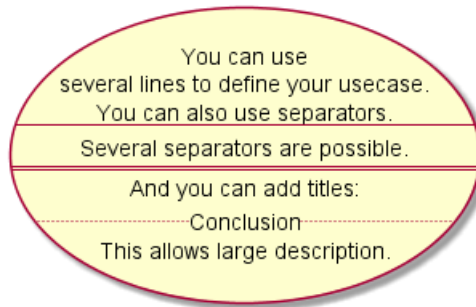 You can use
several lines to define your usecase.
You can also use separators.
Several separators are possible.
And you can add titles:
Conclusion
This allows large description.